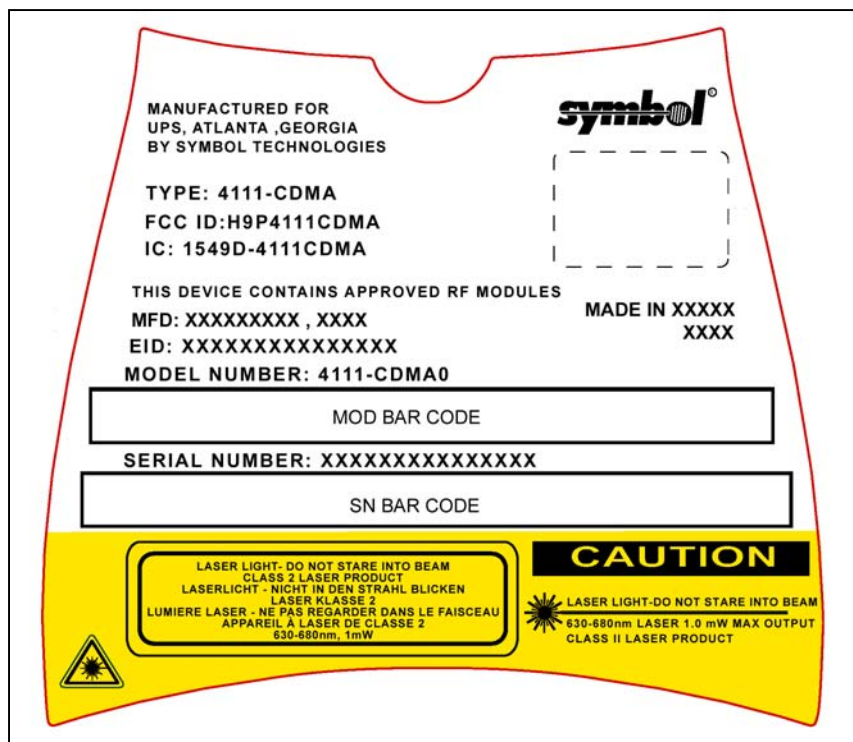 MANUFACTURED FOR
UPS, ATLANTA ,GEORGIA
BY SYMBOL TECHNOLOGIES
symbol®
TYPE: 4111-CDMA
FCC ID:H9P4111CDMA
IC: 1549D-4111CDMA
THIS DEVICE CONTAINS APPROVED RF MODULES
MFD: XXXXXXXXX , XXXX
EID: XXXXXXXXXXXXXXX
MADE IN XXXXX
XXXX
MODEL NUMBER: 4111-CDMA0
MOD BAR CODE
SERIAL NUMBER: XXXXXXXXXXXXXXX
SN BAR CODE
LASER LIGHT- DO NOT STARE INTO BEAM
CLASS 2 LASER PRODUCT
LASERLICHT - NICHT IN DEN STRAHL BLICKEN
LASER KLASSE 2
LUMIERE LASER - NE PAS REGARDER DANS LE FAISCEAU
APPAREIL À LASER DE CLASSE 2
630-680nm, 1mW
CAUTION
LASER LIGHT-DO NOT STARE INTO BEAM
630-680nm LASER 1.0 mW MAX OUTPUT
CLASS II LASER PRODUCT